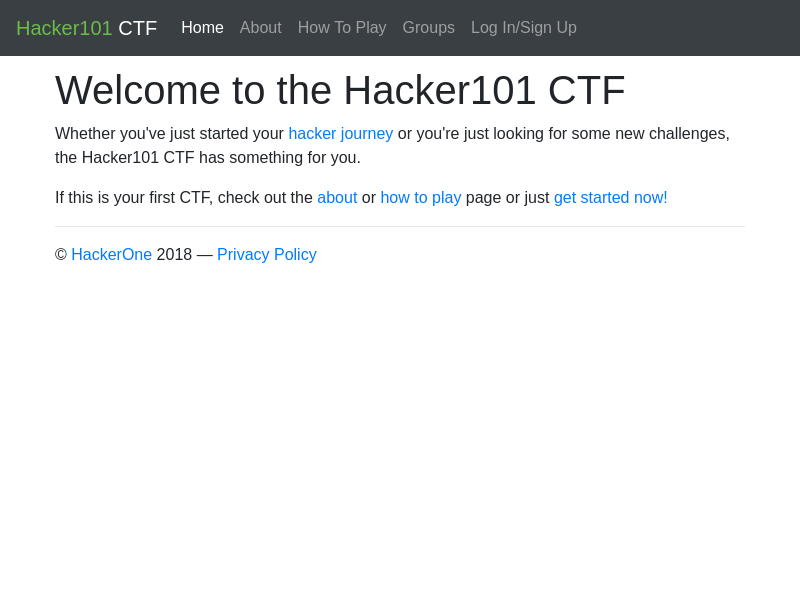 Hacker101 CTF Home About How To Play Groups Log In/Sign Up
Welcome to the Hacker101 CTF
Whether you've just started your hacker journey or you're just looking for some new challenges,
the Hacker101 CTF has something for you.
If this is your first CTF, check out the about or how to play page or just get started now!
© HackerOne 2018 — Privacy Policy